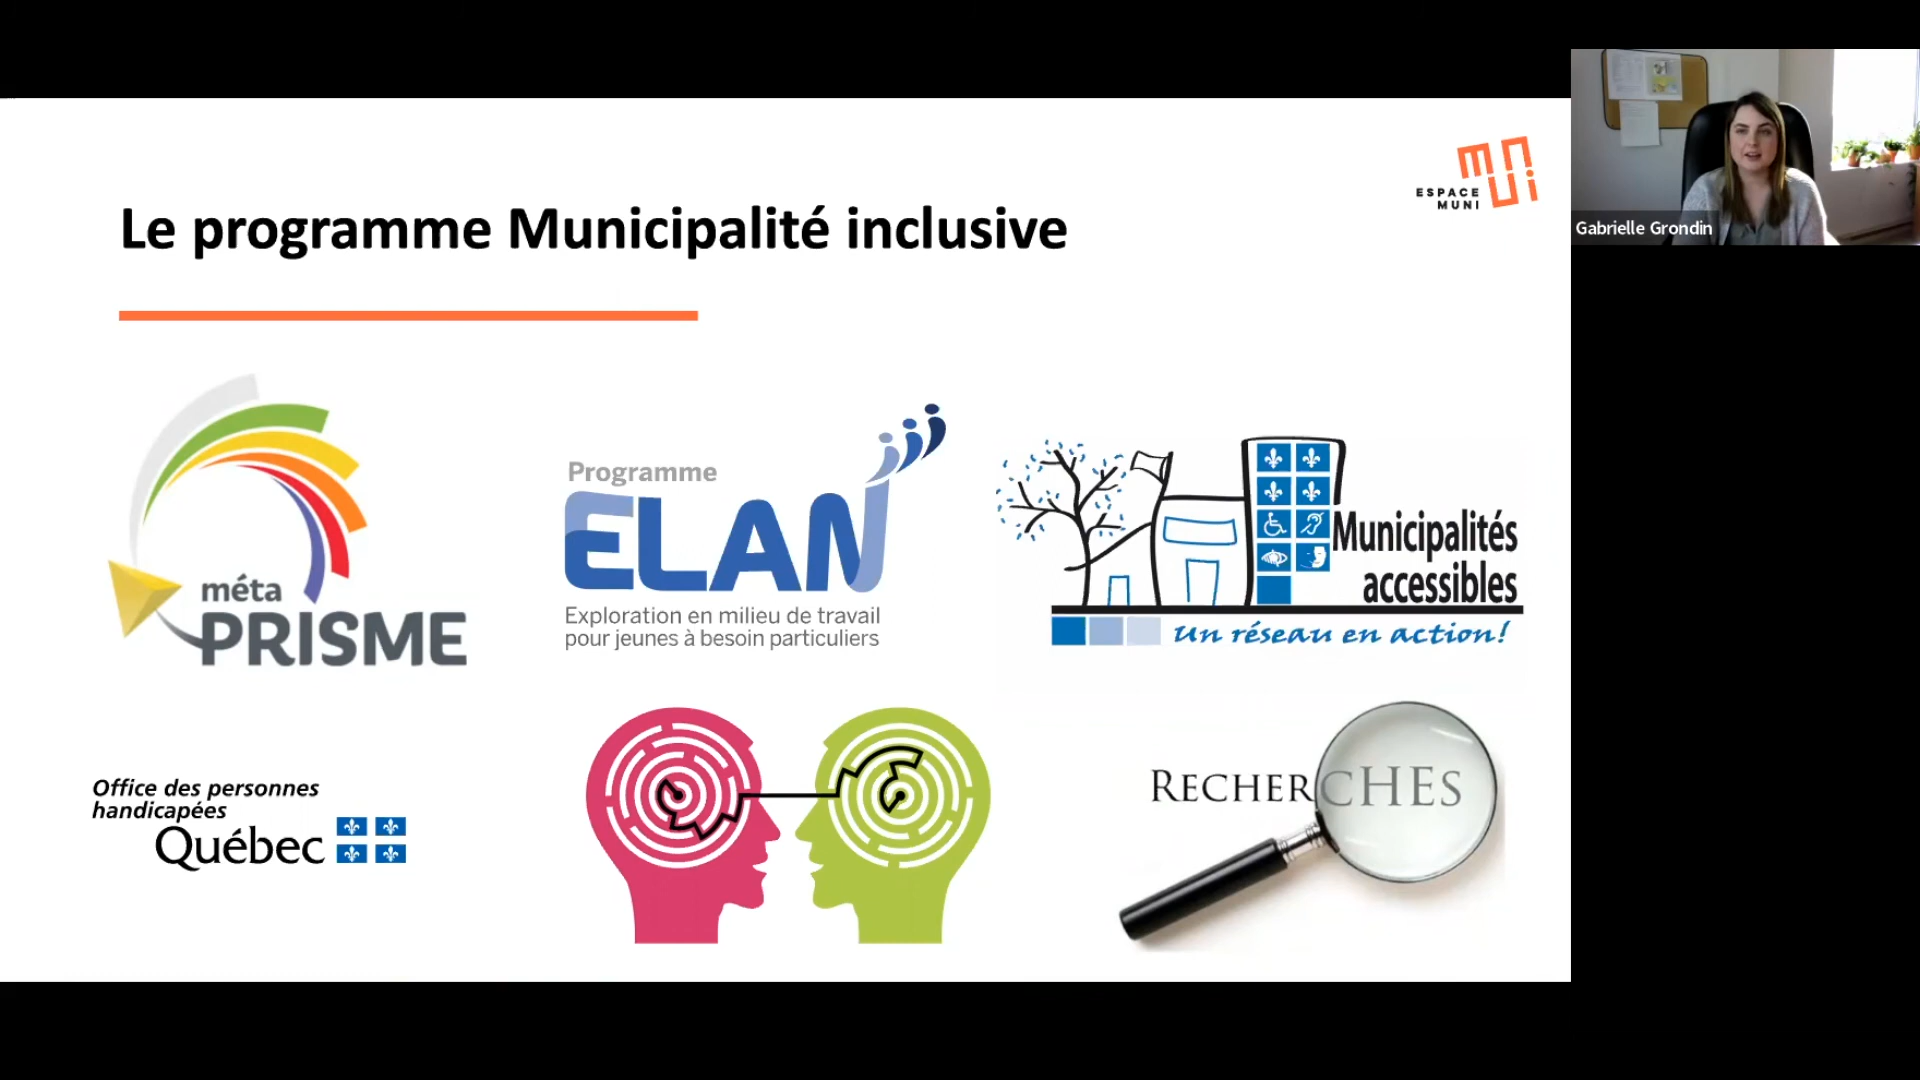 Le programme Municipalité inclusive
ESPACE
MUNI
muni
Gabrielle Grondin
méta
PRISME
Programme
ELAN
Exploration en milieu de travail
pour jeunes à besoin particuliers
Municipalités
accessibles
Un réseau en action!
Office des personnes
handicapées
Québec
RECHERCHES